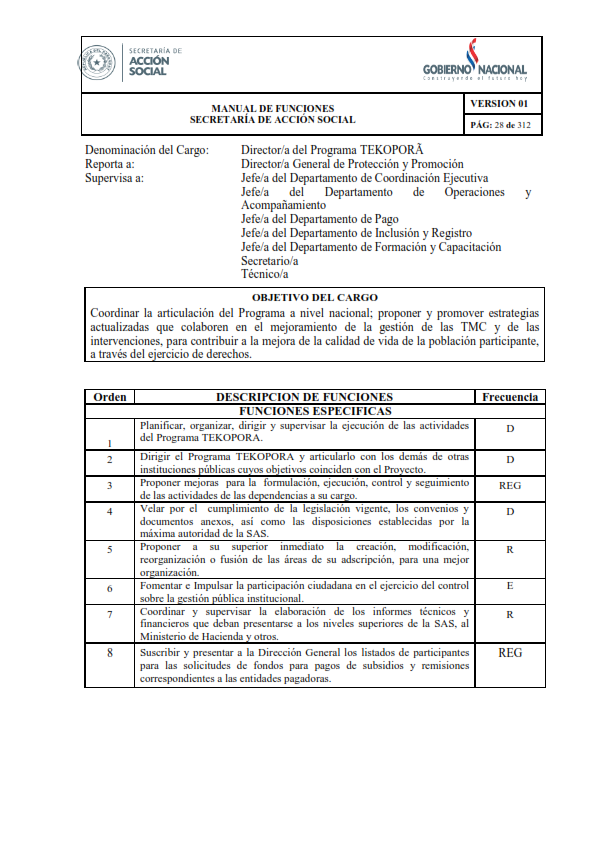 SECRETARÍA DE
ACCIÓN
SOCIAL
GOBIERNO NACIONAL
Construyendo el futuro hoy
MANUAL DE FUNCIONES
SECRETARÍA DE ACCIÓN SOCIAL
VERSION 01
PÁG: 28 de 312
Denominación del Cargo: Director/a del Programa TEKOPORÃ
Reporta a: Director/a General de Protección y Promoción
Supervisa a: Jefe/a del Departamento de Coordinación Ejecutiva
Jefe/a del Departamento de Operaciones y
Acompañamiento
Jefe/a del Departamento de Pago
Jefe/a del Departamento de Inclusión y Registro
Jefe/a del Departamento de Formación y Capacitación
Secretario/a
Técnico/a
OBJETIVO DEL CARGO
Coordinar la articulación del Programa a nivel nacional; proponer y promover estrategias
actualizadas que colaboren en el mejoramiento de la gestión de las TMC y de las
intervenciones, para contribuir a la mejora de la calidad de vida de la población participante,
a través del ejercicio de derechos.
Orden DESCRIPCION DE FUNCIONES Frecuencia
FUNCIONES ESPECIFICAS
Planificar, organizar, dirigir y supervisar la ejecución de las actividades D
1 del Programa TEKOPORA.
2 Dirigir el Programa TEKOPORA y articularlo con los demás de otras D
instituciones públicas cuyos objetivos coinciden con el Proyecto.
3 Proponer mejoras para la formulación, ejecución, control y seguimiento REG
de las actividades de las dependencias a su cargo.
4 Velar por el cumplimiento de la legislación vigente, los convenios y D
documentos anexos, así como las disposiciones establecidas por la
máxima autoridad de la SAS.
5 Proponer a su superior inmediato la creación, modificación, R
reorganización o fusión de las áreas de su adscripción, para una mejor
organización.
6 Fomentar e Impulsar la participación ciudadana en el ejercicio del control E
sobre la gestión pública institucional.
7 Coordinar y supervisar la elaboración de los informes técnicos y R
financieros que deban presentarse a los niveles superiores de la SAS, al
Ministerio de Hacienda y otros.
8 Suscribir y presentar a la Dirección General los listados de participantes REG
para las solicitudes de fondos para pagos de subsidios y remisiones
correspondientes a las entidades pagadoras.